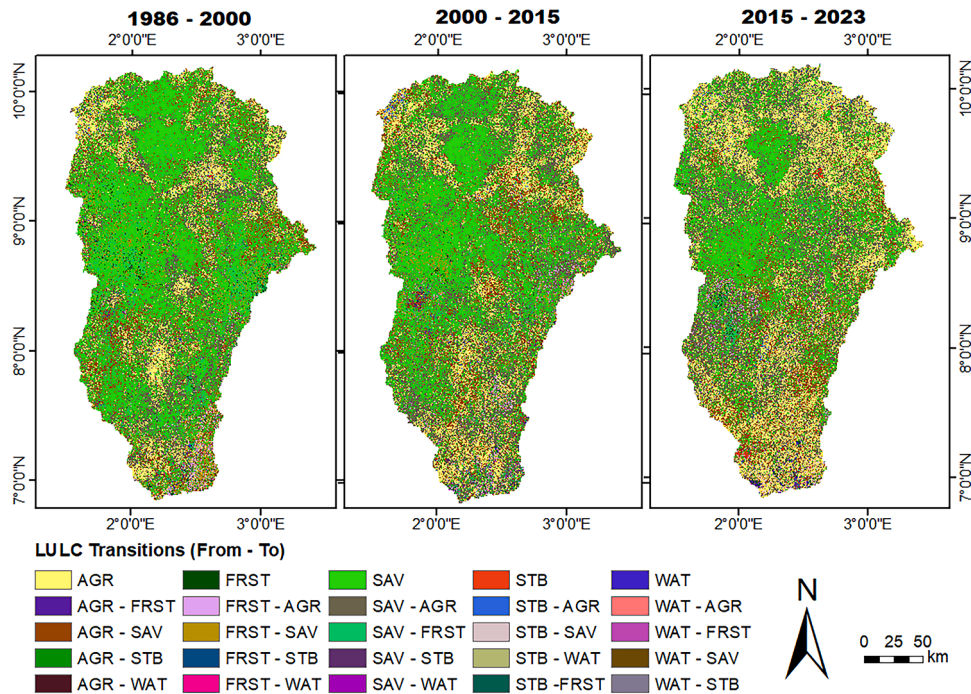 1986 - 2000 2000 - 2015 2015 - 2023
2°0'0"E 3°0'0"E 2°0'0"E 3°0'0"E 2°0'0"E 3°0'0"E
10°0'0"N 10°0'0"N
9°0'0"N 9°0'0"N
8°0'0"N 8°0'0"N
7°0'0"N 7°0'0"N
2°0'0"E 3°0'0"E 2°0'0"E 3°0'0"E 2°0'0"E 3°0'0"E
LULC Transitions (From - To)
AGR FRST SAV STB WAT
AGR - FRST FRST - AGR SAV - AGR STB - AGR WAT - AGR
AGR - SAV FRST - SAV SAV - FRST STB - SAV WAT - FRST
AGR - STB FRST - STB SAV - STB STB - WAT WAT - SAV
AGR - WAT FRST - WAT SAV - WAT STB -FRST WAT - STB
N
0 25 50
km